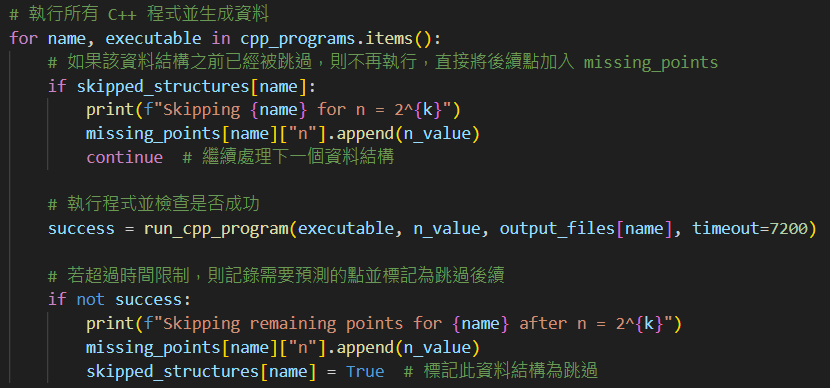 # 執行所有 C++ 程式並生成資料
for name, executable in cpp_programs.items():
    # 如果該資料結構之前已經被跳過，則不再執行，直接將後續點加入 missing_points
    if skipped_structures[name]:
        print(f"Skipping {name} for n = 2^{k}")
        missing_points[name]["n"].append(n_value)
        continue  # 繼續處理下一個資料結構

    # 執行程式並檢查是否成功
    success = run_cpp_program(executable, n_value, output_files[name], timeout=7200)

    # 若超過時間限制，則記錄需要預測的點並標記為跳過後續
    if not success:
        print(f"Skipping remaining points for {name} after n = 2^{k}")
        missing_points[name]["n"].append(n_value)
        skipped_structures[name] = True  # 標記此資料結構為跳過